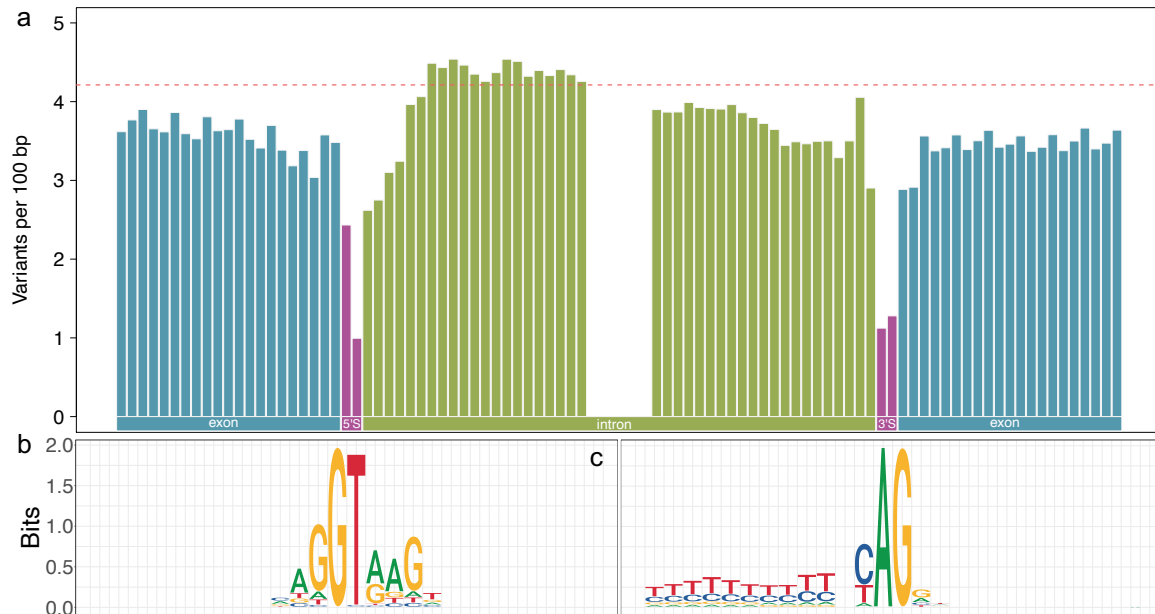 a
Variants per 100 bp
5
4
3
2
1
0
exon 5'S intron 3'S exon
b
c
Bits
2.0
1.5
1.0
0.5
0.0
A G G T A A G
A T G A G T
T T T T T T T T T T C A G
C C C C C C C C C C T G